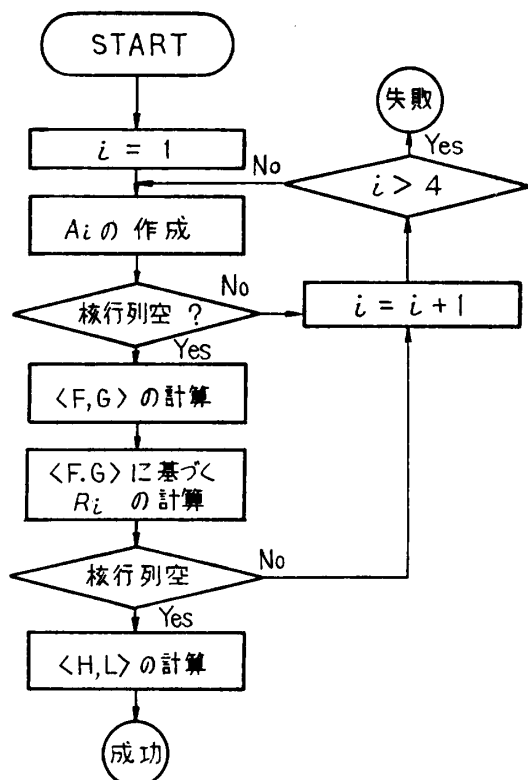 START
i = 1
Aiの 作成
核行列空 ?
No
Yes
〈F,G〉の計算
〈F.G〉に基づく
Ri の計算
核行列空
No
Yes
〈H,L〉の計算
成功
失敗
Yes
No
i > 4
i = i + 1